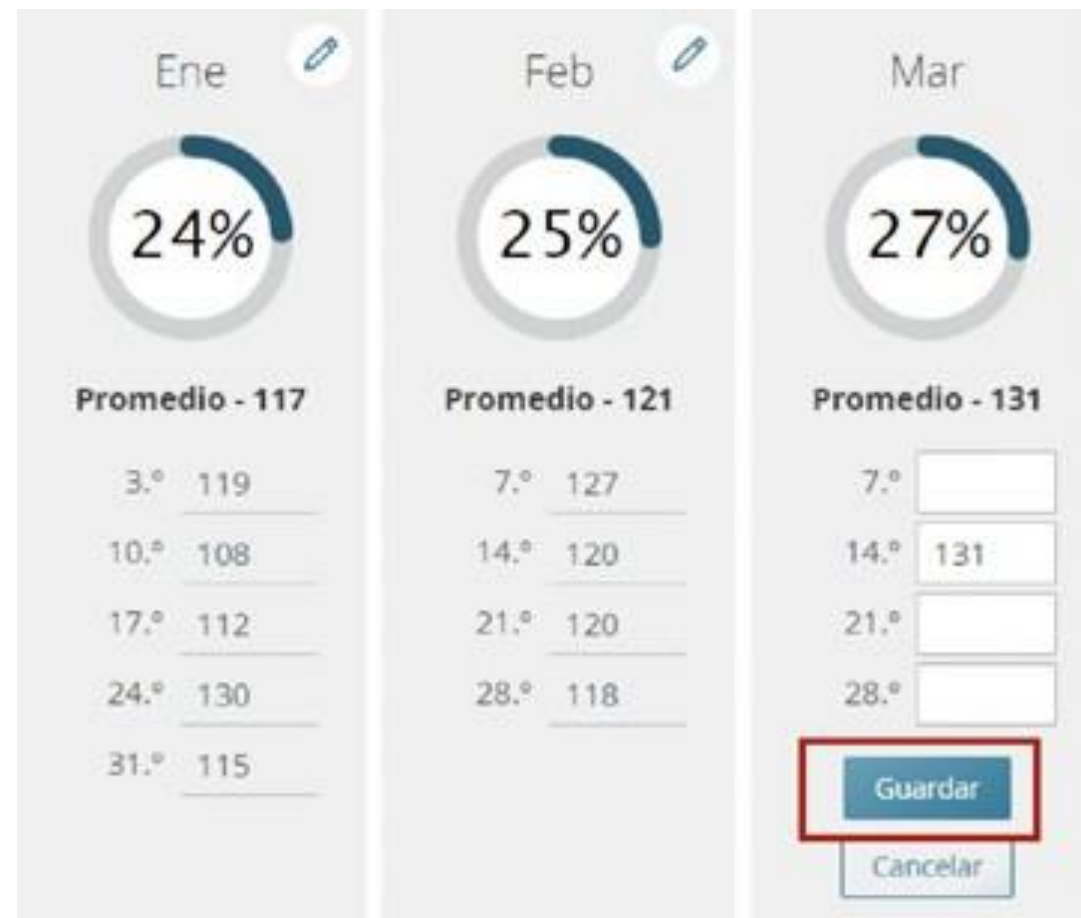 Ene
24%
Promedio - 117
3.º 119
10.º 108
17.º 112
24.º 130
31.º 115
Feb
25%
Promedio - 121
7.º 127
14.º 120
21.º 120
28.º 118
Mar
27%
Promedio - 131
7.º
14.º 131
21.º
28.º
Guardar
Cancelar